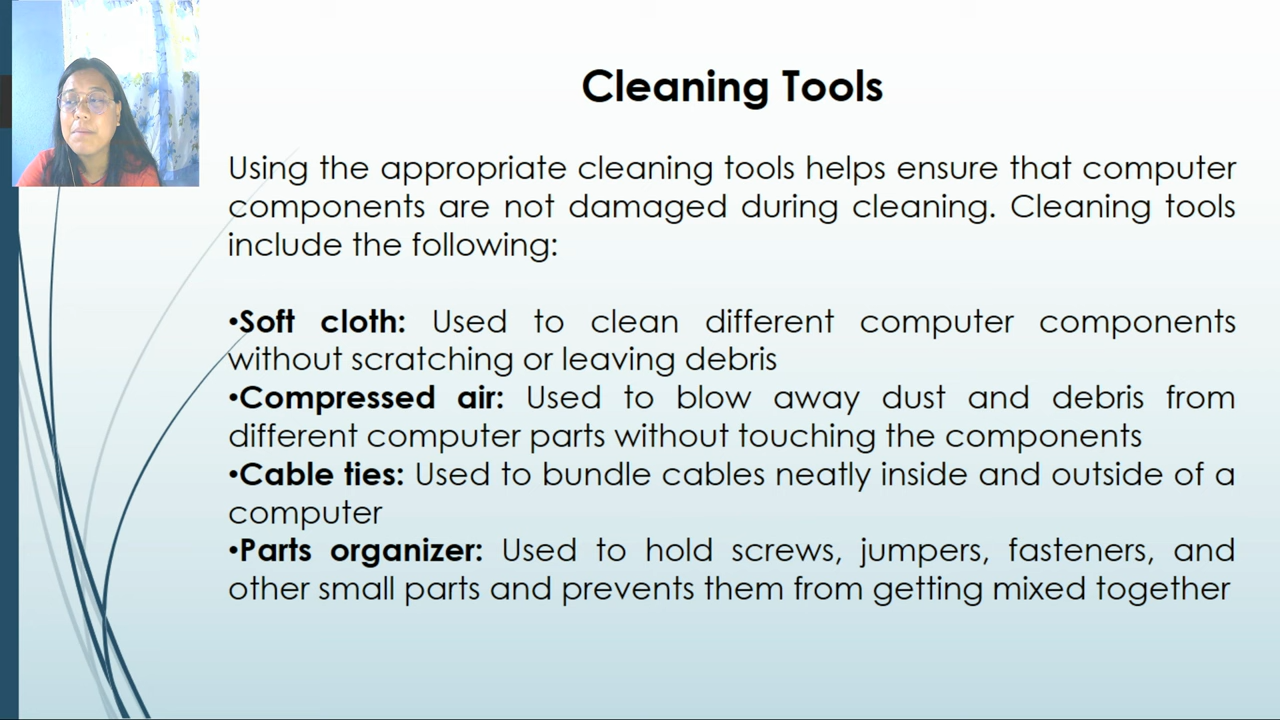 Cleaning Tools
Using the appropriate cleaning tools helps ensure that computer
components are not damaged during cleaning. Cleaning tools
include the following:
•Soft cloth: Used to clean different computer components
without scratching or leaving debris
•Compressed air: Used to blow away dust and debris from
different computer parts without touching the components
•Cable ties: Used to bundle cables neatly inside and outside of a
computer
•Parts organizer: Used to hold screws, jumpers, fasteners, and
other small parts and prevents them from getting mixed together